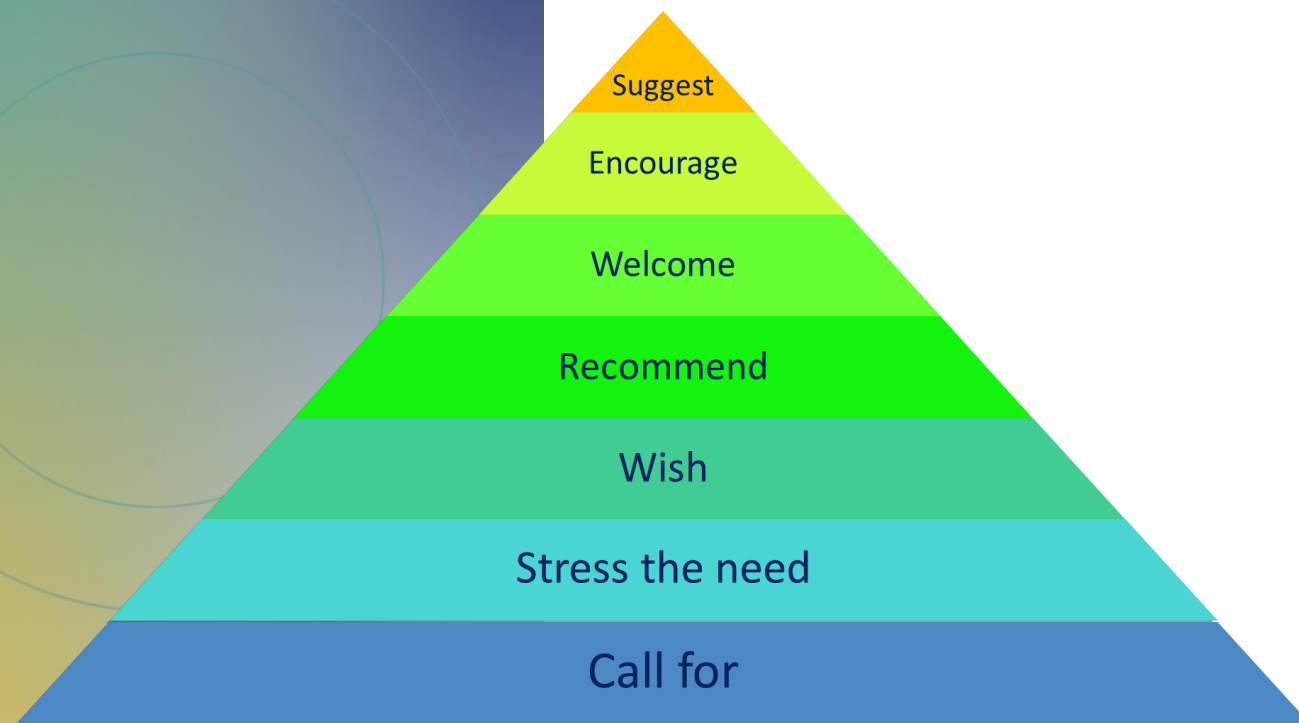 Suggest
Encourage
Welcome
Recommend
Wish
Stress the need
Call for